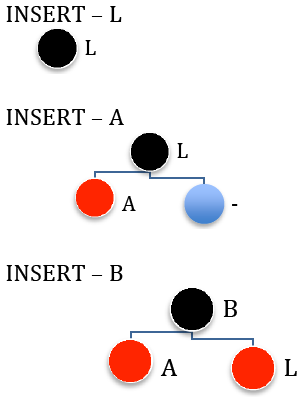 INSERT – L
L
INSERT – A
L
A -
INSERT – B
B
A L